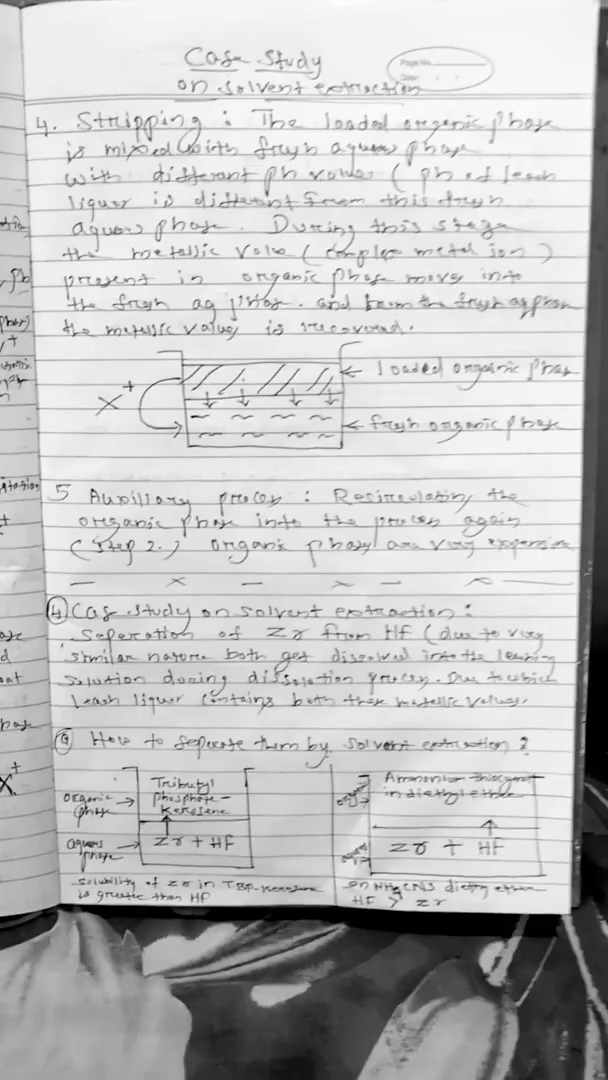 Case Study
on solvent extraction
Page No.
Date:
4. Stripping : The loaded organic phase
is mixed with fresh aqueous phase
with different ph value ( ph of leach
liquor is different from this fresh
aqueous phase. During this stage
the metallic value ( complex metal ion )
present in organic phase moves into
the fresh aq phase. and from the fresh aq phase
the metallic values is recovered.
← loaded organic phase
X+
← fresh organic phase
5 Auxillary process : Recirculating the
organic phase into the process again
( Step 2.) organic phase are very expensive
4 Case study on solvent extraction :
Seperation of Zr from Hf ( due to very
similar nature both get dissolved into the leaching
solution during dissolution process. Due to which
Leach liquor contains both these metallic values.
Q How to seperate them by solvent extraction ?
organic phase →
Tributyl
phosphate -
kerosene
aqueous phase →
Zr + HF
solubility of Zr in TBP-kerosene
is greater than HF
organic
Ammonium
in diethyl ether
Zr + HF
on NH4CNS diethyl ether
HF > Zr
X+